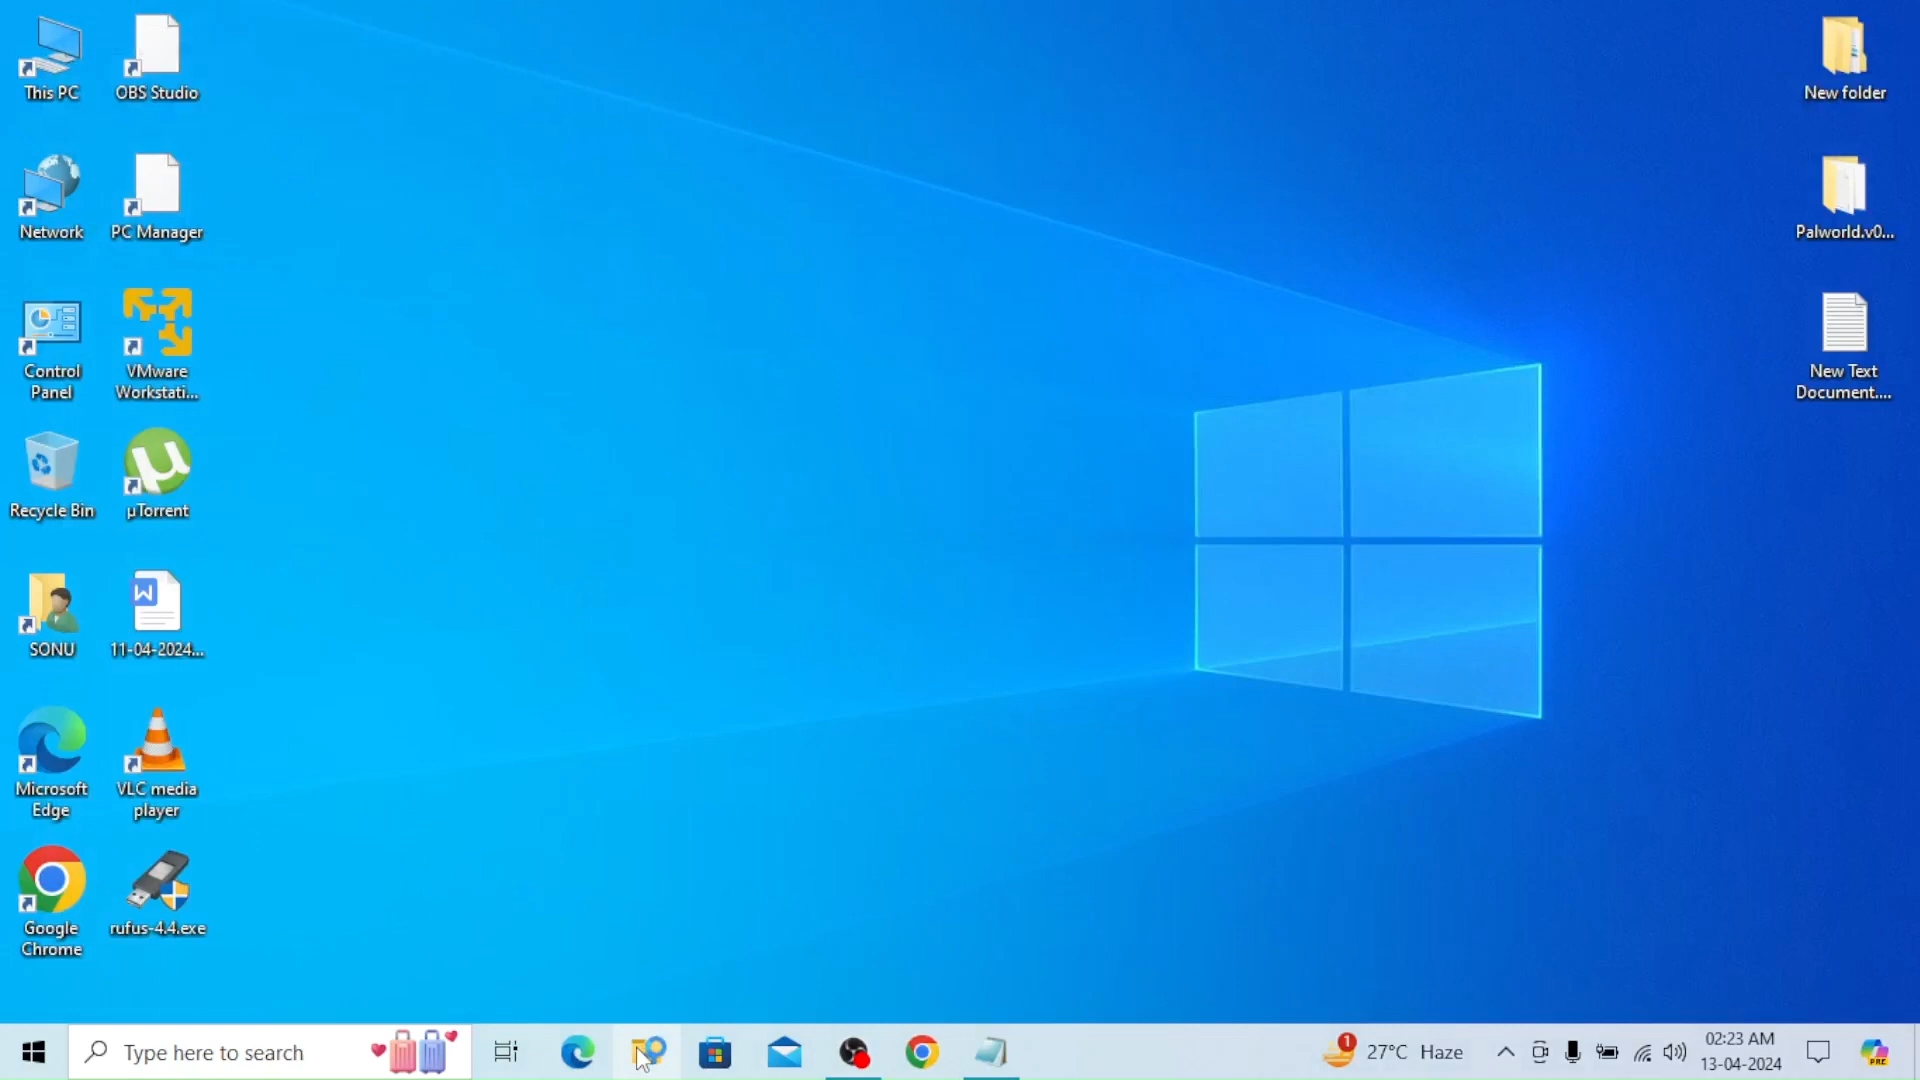 This PC
OBS Studio
New folder
Network
PC Manager
Palworld.v0...
Control
Panel
VMware
Workstati...
New Text
Document....
Recycle Bin
µTorrent
SONU
W
11-04-2024...
Microsoft
Edge
VLC media
player
Google
Chrome
rufus-4.4.exe
Type here to search
1
27°C Haze
02:23 AM
13-04-2024
PRE